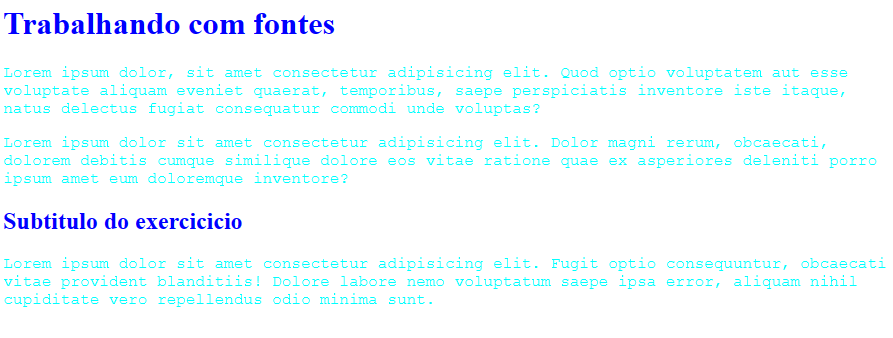 Trabalhando com fontes
Lorem ipsum dolor, sit amet consectetur adipisicing elit. Quod optio voluptatem aut esse
voluptate aliquam eveniet quaerat, temporibus, saepe perspiciatis inventore iste itaque,
natus delectus fugiat consequatur commodi unde voluptas?
Lorem ipsum dolor sit amet consectetur adipisicing elit. Dolor magni rerum, obcaecati,
dolorem debitis cumque similique dolore eos vitae ratione quae ex asperiores deleniti porro
ipsum amet eum doloremque inventore?
Subtitulo do exercicicio
Lorem ipsum dolor sit amet consectetur adipisicing elit. Fugit optio consequuntur, obcaecati
vitae provident blanditiis! Dolore labore nemo voluptatum saepe ipsa error, aliquam nihil
cupiditate vero repellendus odio minima sunt.